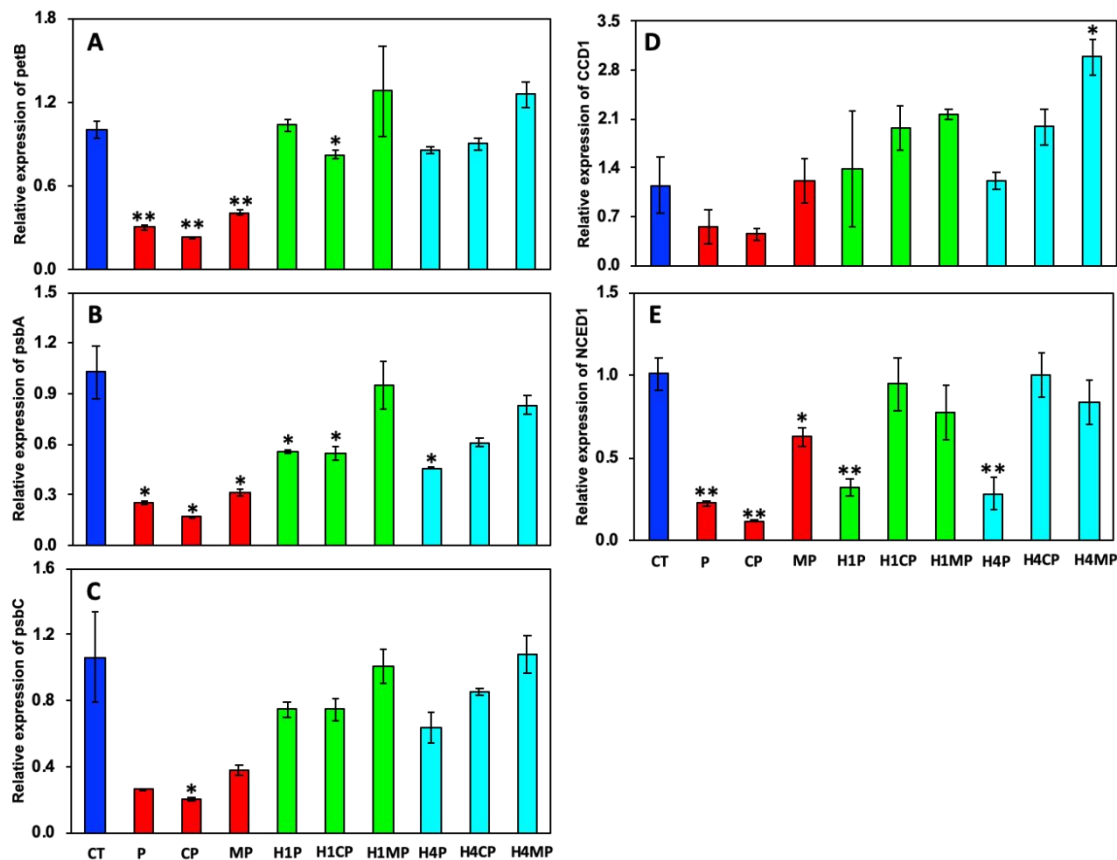 A
Relative expression of petB
1.8
1.2
0.6
0.0
** ** ** *
B
Relative expression of psbA
1.5
1.2
0.9
0.6
0.3
0.0
* * * * * *
C
Relative expression of psbC
1.6
1.2
0.8
0.4
0.0
*
CT P CP MP H1P H1CP H1MP H4P H4CP H4MP
D
Relative expression of CCD1
3.5
2.8
2.1
1.4
0.7
0.0
*
E
Relative expression of NCED1
1.5
1.0
0.5
0.0
** ** * ** **
CT P CP MP H1P H1CP H1MP H4P H4CP H4MP